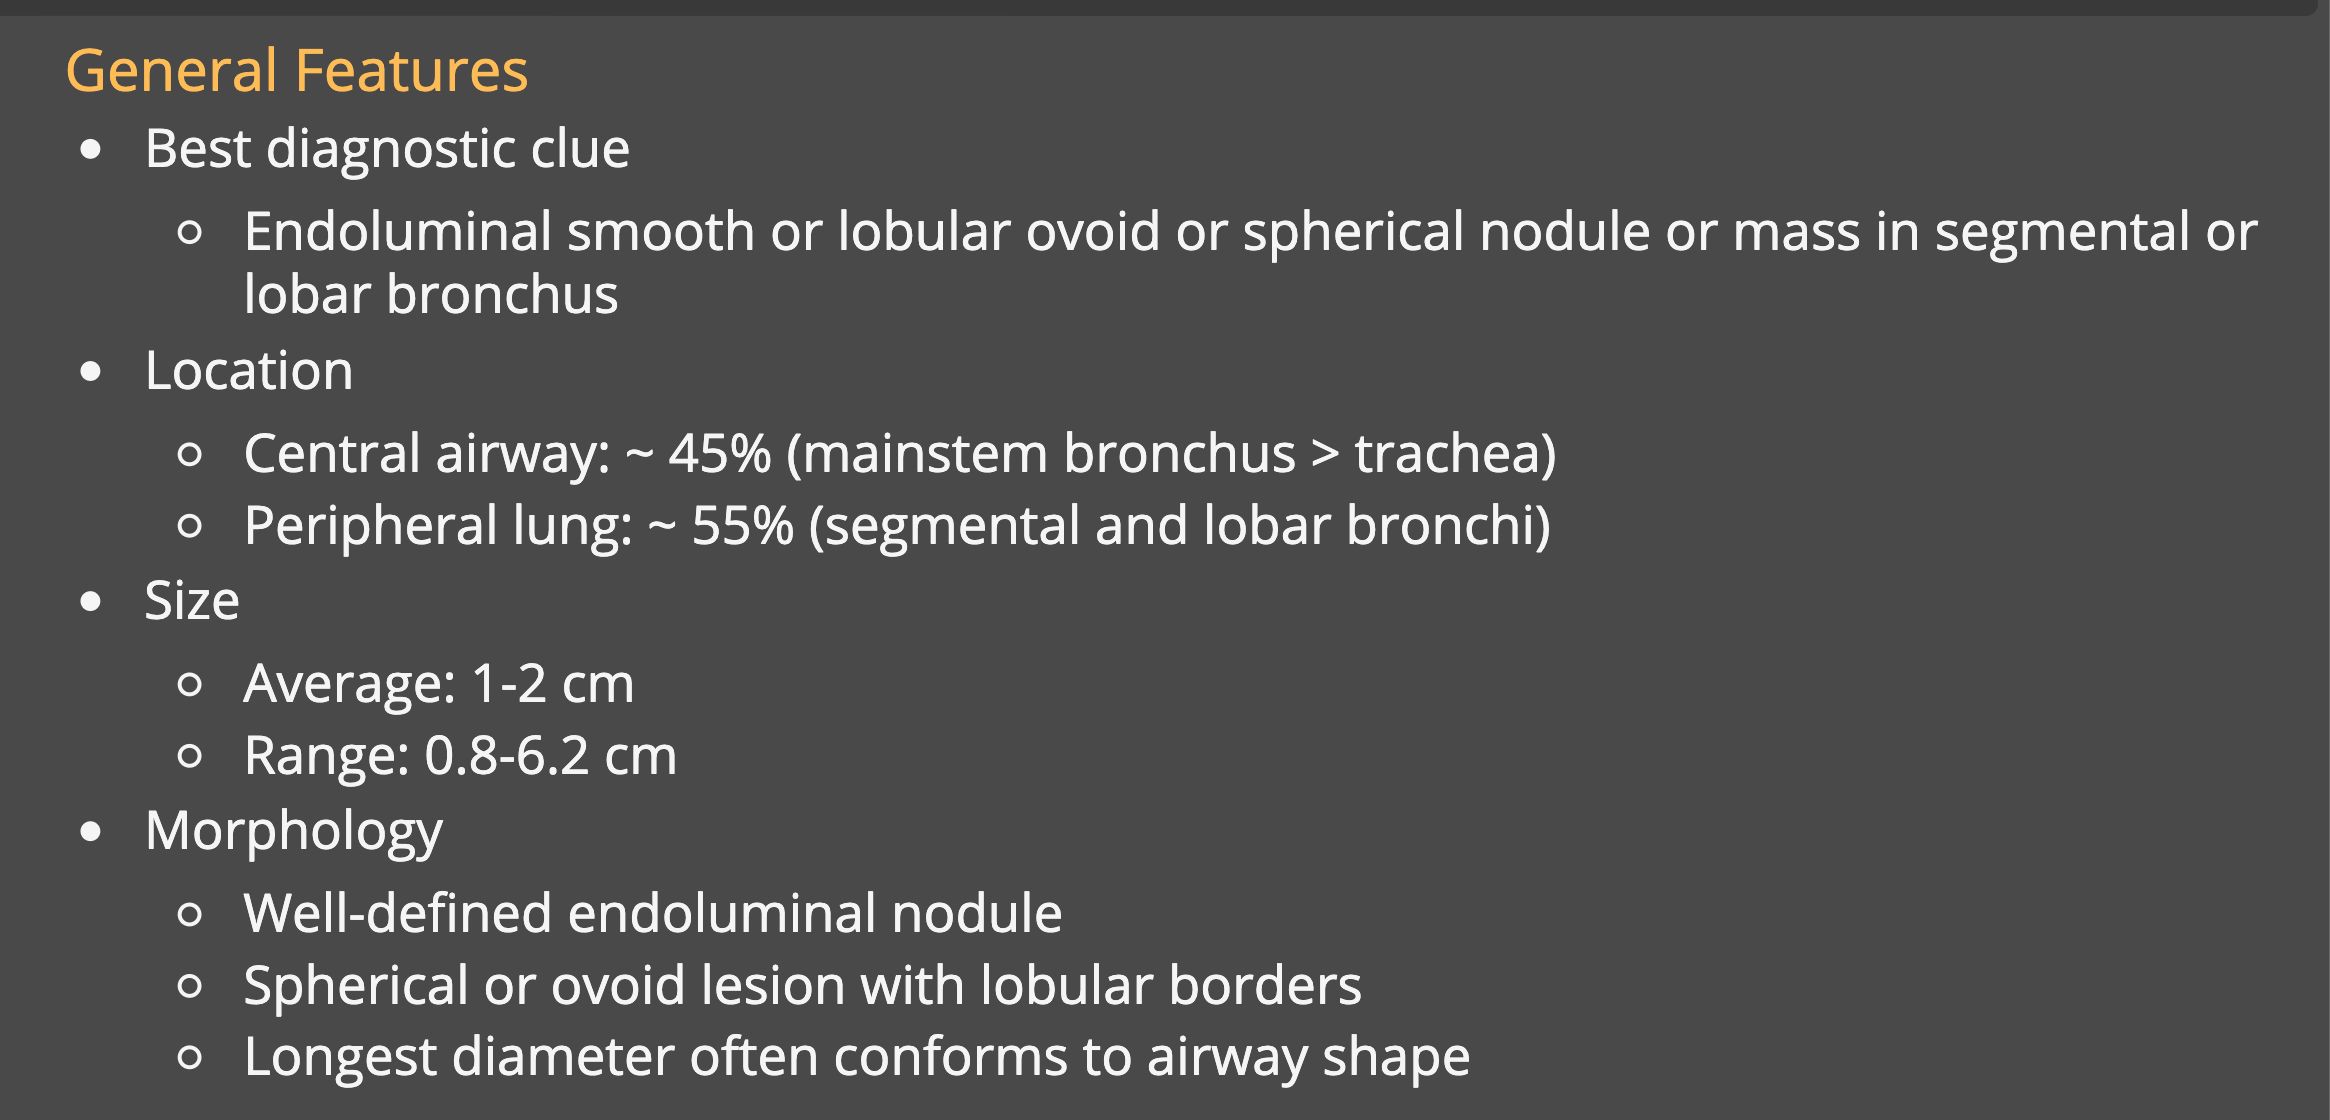 General Features
• Best diagnostic clue
○ Endoluminal smooth or lobular ovoid or spherical nodule or mass in segmental or
lobar bronchus
• Location
○ Central airway: ~ 45% (mainstem bronchus > trachea)
○ Peripheral lung: ~ 55% (segmental and lobar bronchi)
• Size
○ Average: 1-2 cm
○ Range: 0.8-6.2 cm
• Morphology
○ Well-defined endoluminal nodule
○ Spherical or ovoid lesion with lobular borders
○ Longest diameter often conforms to airway shape